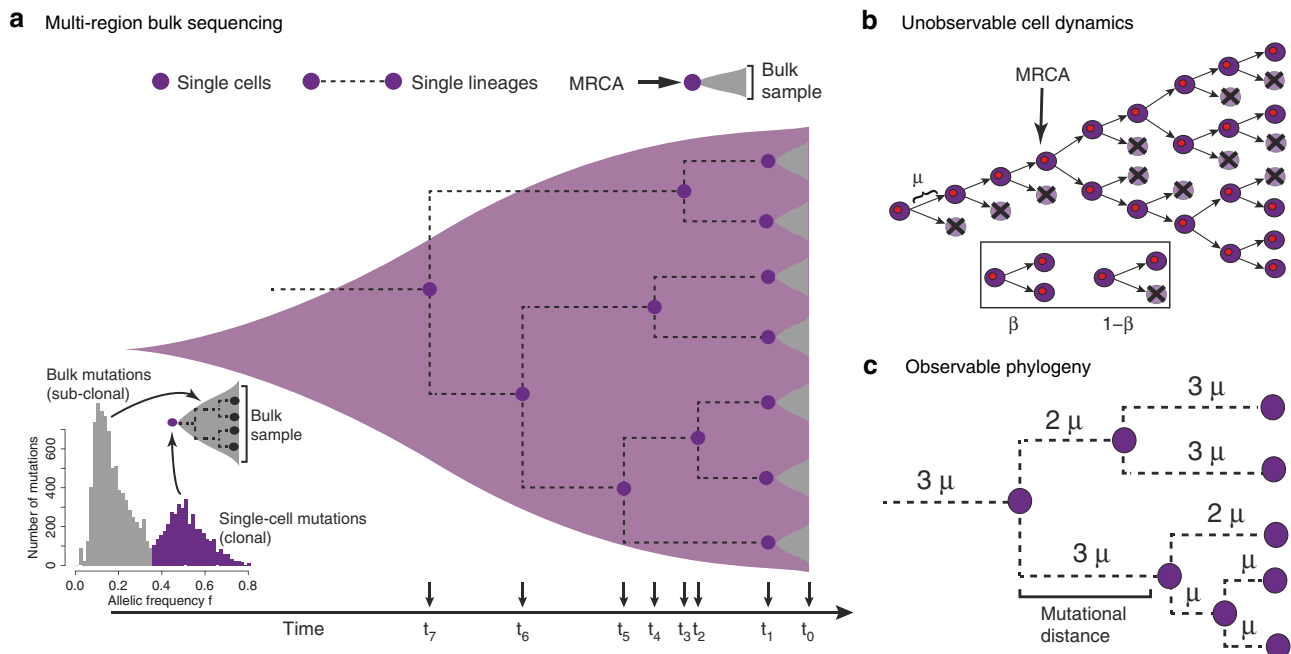 a Multi-region bulk sequencing
Single cells
Single lineages
MRCA
Bulk
sample
Bulk mutations
(sub-clonal)
Bulk
sample
Single-cell mutations
(clonal)
Number of mutations
600
400
200
0
0.0 0.2 0.4 0.6 0.8
Allelic frequency f
Time
t7 t6 t5 t4 t3 t2 t1 t0
b Unobservable cell dynamics
MRCA
μ
β 1–β
c Observable phylogeny
3 μ
2 μ
3 μ
3 μ
2 μ
3 μ
μ
μ
μ
Mutational
distance